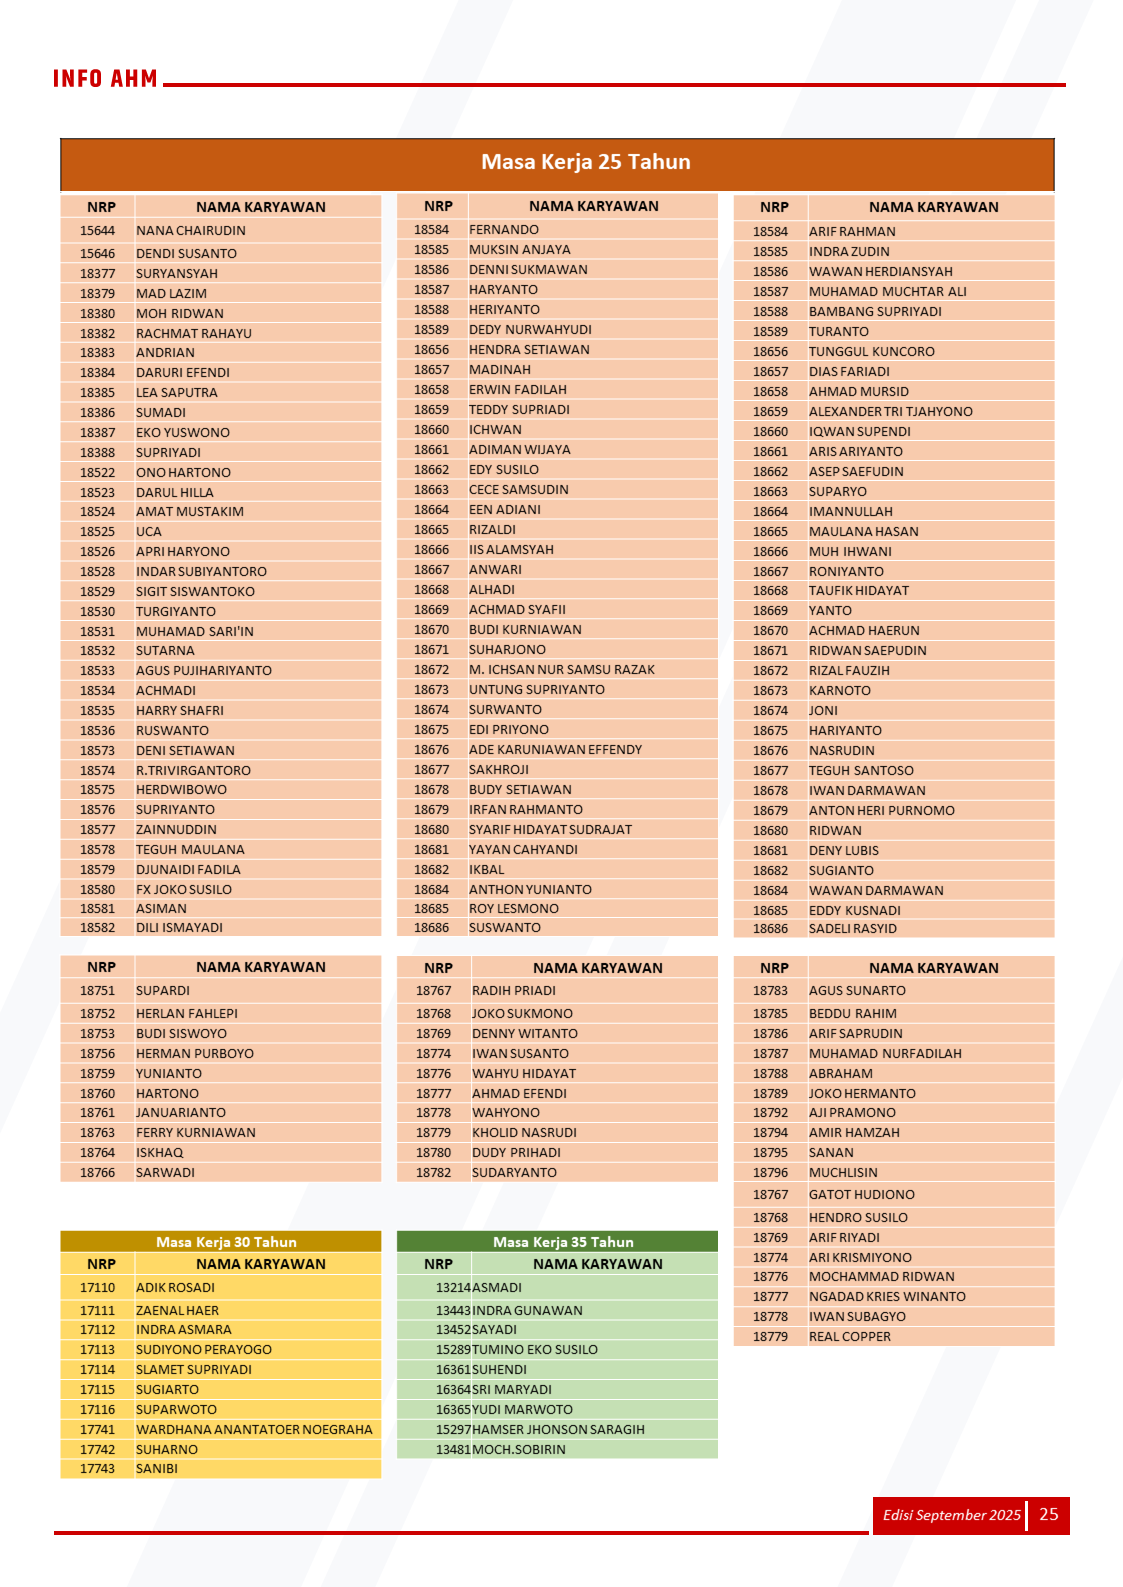 INFO AHM
Masa Kerja 25 Tahun
NRP NAMA KARYAWAN
15644 NANA CHAIRUDIN
15646 DENDI SUSANTO
18377 SURYANSYAH
18379 MAD LAZIM
18380 MOH RIDWAN
18382 RACHMAT RAHAYU
18383 ANDRIAN
18384 DARURI EFENDI
18385 LEA SAPUTRA
18386 SUMADI
18387 EKO YUSWONO
18388 SUPRIYADI
18522 ONO HARTONO
18523 DARUL HILLA
18524 AMAT MUSTAKIM
18525 UCA
18526 APRI HARYONO
18528 INDAR SUBIYANTORO
18529 SIGIT SISWANTOKO
18530 TURGIYANTO
18531 MUHAMAD SARI'IN
18532 SUTARNA
18533 AGUS PUJIHARIYANTO
18534 ACHMADI
18535 HARRY SHAFRI
18536 RUSWANTO
18573 DENI SETIAWAN
18574 R.TRIVIRGANTORO
18575 HERDWIBOWO
18576 SUPRIYANTO
18577 ZAINNUDDIN
18578 TEGUH MAULANA
18579 DJUNAIDI FADILA
18580 FX JOKO SUSILO
18581 ASIMAN
18582 DILI ISMAYADI
NRP NAMA KARYAWAN
18584 FERNANDO
18585 MUKSIN ANJAYA
18586 DENNI SUKMAWAN
18587 HARYANTO
18588 HERIYANTO
18589 DEDY NURWAHYUDI
18656 HENDRA SETIAWAN
18657 MADINAH
18658 ERWIN FADILAH
18659 TEDDY SUPRIADI
18660 ICHWAN
18661 ADIMAN WIJAYA
18662 EDY SUSILO
18663 CECE SAMSUDIN
18664 EEN ADIANI
18665 RIZALDI
18666 IIS ALAMSYAH
18667 ANWARI
18668 ALHADI
18669 ACHMAD SYAFII
18670 BUDI KURNIAWAN
18671 SUHARJONO
18672 M. ICHSAN NUR SAMSU RAZAK
18673 UNTUNG SUPRIYANTO
18674 SURWANTO
18675 EDI PRIYONO
18676 ADE KARUNIAWAN EFFENDY
18677 SAKHROJI
18678 BUDY SETIAWAN
18679 IRFAN RAHMANTO
18680 SYARIF HIDAYAT SUDRAJAT
18681 YAYAN CAHYANDI
18682 IKBAL
18684 ANTHON YUNIANTO
18685 ROY LESMONO
18686 SUSWANTO
NRP NAMA KARYAWAN
18584 ARIF RAHMAN
18585 INDRA ZUDIN
18586 WAWAN HERDIANSYAH
18587 MUHAMAD MUCHTAR ALI
18588 BAMBANG SUPRIYADI
18589 TURANTO
18656 TUNGGUL KUNCORO
18657 DIAS FARIADI
18658 AHMAD MURSID
18659 ALEXANDER TRI TJAHYONO
18660 IQWAN SUPENDI
18661 ARIS ARIYANTO
18662 ASEP SAEFUDIN
18663 SUPARYO
18664 IMANNULLAH
18665 MAULANA HASAN
18666 MUH IHWANI
18667 RONIYANTO
18668 TAUFIK HIDAYAT
18669 YANTO
18670 ACHMAD HAERUN
18671 RIDWAN SAEPUDIN
18672 RIZAL FAUZIH
18673 KARNOTO
18674 JONI
18675 HARIYANTO
18676 NASRUDIN
18677 TEGUH SANTOSO
18678 IWAN DARMAWAN
18679 ANTON HERI PURNOMO
18680 RIDWAN
18681 DENY LUBIS
18682 SUGIANTO
18684 WAWAN DARMAWAN
18685 EDDY KUSNADI
18686 SADELI RASYID
NRP NAMA KARYAWAN
18751 SUPARDI
18752 HERLAN FAHLEPI
18753 BUDI SISWOYO
18756 HERMAN PURBOYO
18759 YUNIANTO
18760 HARTONO
18761 JANUARIANTO
18763 FERRY KURNIAWAN
18764 ISKHAQ
18766 SARWADI
NRP NAMA KARYAWAN
18767 RADIH PRIADI
18768 JOKO SUKMONO
18769 DENNY WITANTO
18774 IWAN SUSANTO
18776 WAHYU HIDAYAT
18777 AHMAD EFENDI
18778 WAHYONO
18779 KHOLID NASRUDI
18780 DUDY PRIHADI
18782 SUDARYANTO
NRP NAMA KARYAWAN
18783 AGUS SUNARTO
18785 BEDDU RAHIM
18786 ARIF SAPRUDIN
18787 MUHAMAD NURFADILAH
18788 ABRAHAM
18789 JOKO HERMANTO
18792 AJI PRAMONO
18794 AMIR HAMZAH
18795 SANAN
18796 MUCHLISIN
18767 GATOT HUDIONO
18768 HENDRO SUSILO
18769 ARIF RIYADI
18774 ARI KRISMIYONO
18776 MOCHAMMAD RIDWAN
18777 NGADAD KRIES WINANTO
18778 IWAN SUBAGYO
18779 REAL COPPER
Masa Kerja 30 Tahun
NRP NAMA KARYAWAN
17110 ADIK ROSADI
17111 ZAENAL HAER
17112 INDRA ASMARA
17113 SUDIYONO PERAYOGO
17114 SLAMET SUPRIYADI
17115 SUGIARTO
17116 SUPARWOTO
17741 WARDHANA ANANTATOER NOEGRAHA
17742 SUHARNO
17743 SANIBI
Masa Kerja 35 Tahun
NRP NAMA KARYAWAN
13214 ASMADI
13443 INDRA GUNAWAN
13452 SAYADI
15289 TUMINO EKO SUSILO
16361 SUHENDI
16364 SRI MARYADI
16365 YUDI MARWOTO
15297 HAMSER JHONSON SARAGIH
13481 MOCH.SOBIRIN
Edisi September 2025 25